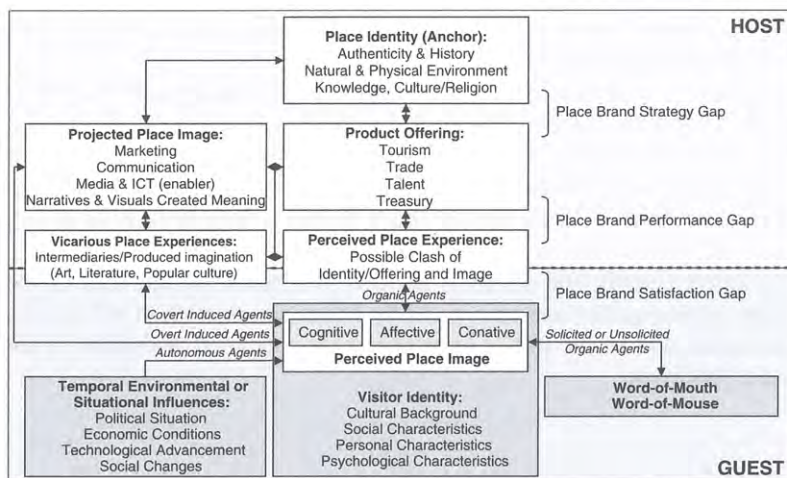 HOST
Place Identity (Anchor):
Authenticity & History
Natural & Physical Environment
Knowledge, Culture/Religion
Place Brand Strategy Gap
Projected Place Image:
Marketing
Communication
Media & ICT (enabler)
Narratives & Visuals Created Meaning
Product Offering:
Tourism
Trade
Talent
Treasury
Place Brand Performance Gap
Vicarious Place Experiences:
Intermediaries/Produced imagination
(Art, Literature, Popular culture)
Perceived Place Experience:
Possible Clash of
Identity/Offering and Image
Place Brand Satisfaction Gap
Organic Agents
Covert Induced Agents
Overt Induced Agents
Autonomous Agents
Cognitive
Affective
Conative
Perceived Place Image
Solicited or Unsolicited
Organic Agents
Temporal Environmental or
Situational Influences:
Political Situation
Economic Conditions
Technological Advancement
Social Changes
Visitor Identity:
Cultural Background
Social Characteristics
Personal Characteristics
Psychological Characteristics
Word-of-Mouth
Word-of-Mouse
GUEST